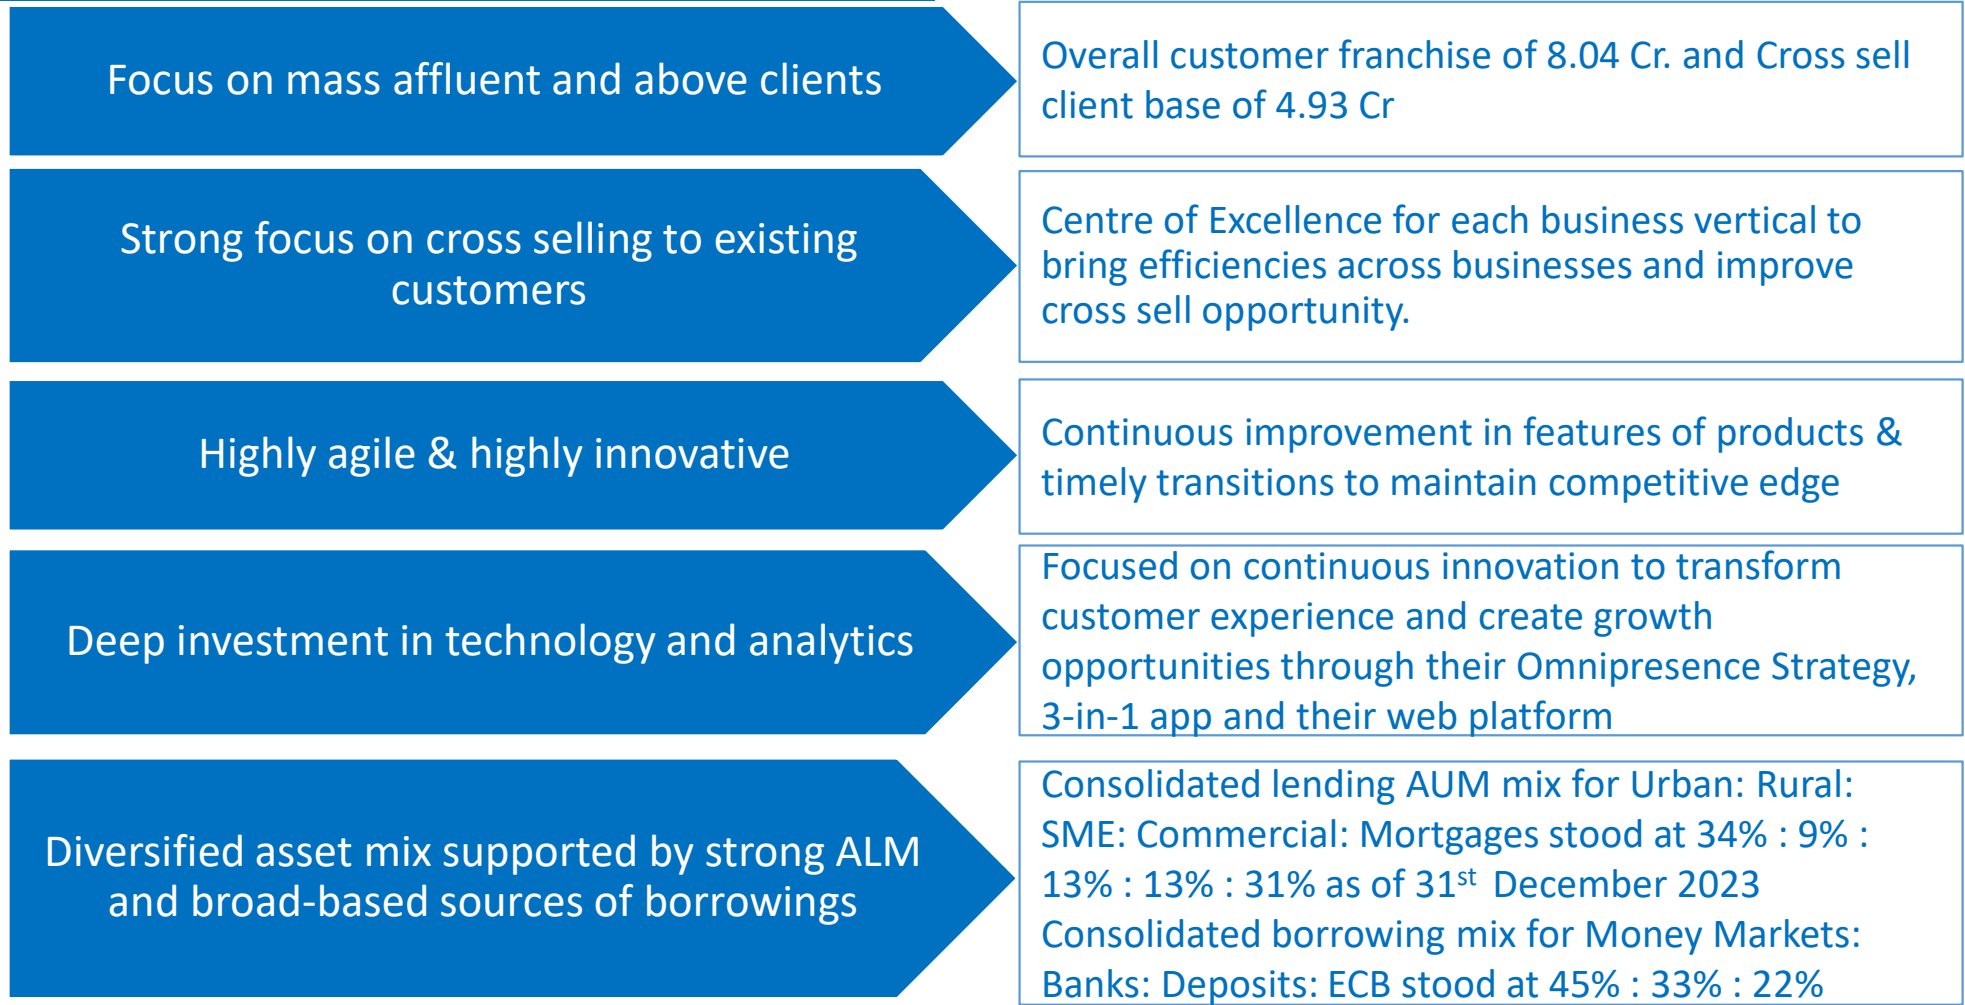 Focus on mass affluent and above clients
Overall customer franchise of 8.04 Cr. and Cross sell
client base of 4.93 Cr
Strong focus on cross selling to existing
customers
Centre of Excellence for each business vertical to
bring efficiencies across businesses and improve
cross sell opportunity.
Highly agile & highly innovative
Continuous improvement in features of products &
timely transitions to maintain competitive edge
Deep investment in technology and analytics
Focused on continuous innovation to transform
customer experience and create growth
opportunities through their Omnipresence Strategy,
3-in-1 app and their web platform
Diversified asset mix supported by strong ALM
and broad-based sources of borrowings
Consolidated lending AUM mix for Urban: Rural:
SME: Commercial: Mortgages stood at 34% : 9% :
13% : 13% : 31% as of 31st December 2023
Consolidated borrowing mix for Money Markets:
Banks: Deposits: ECB stood at 45% : 33% : 22%